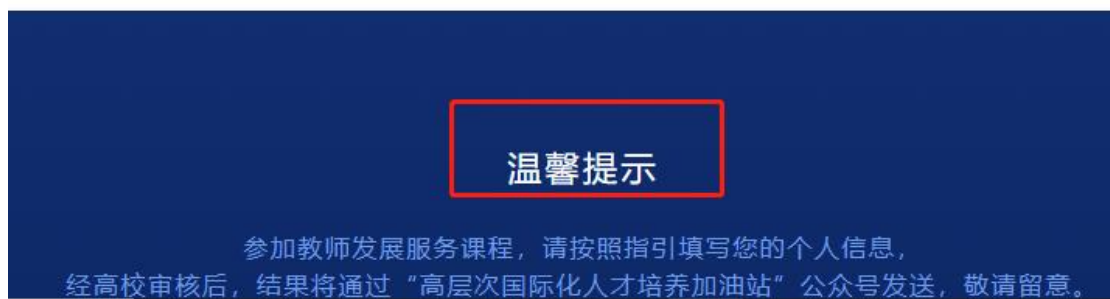 温馨提示
参加教师发展服务课程，请按照指引填写您的个人信息，
经高校审核后，结果将通过“高层次国际化人才培养加油站”公众号发送，敬请留意。